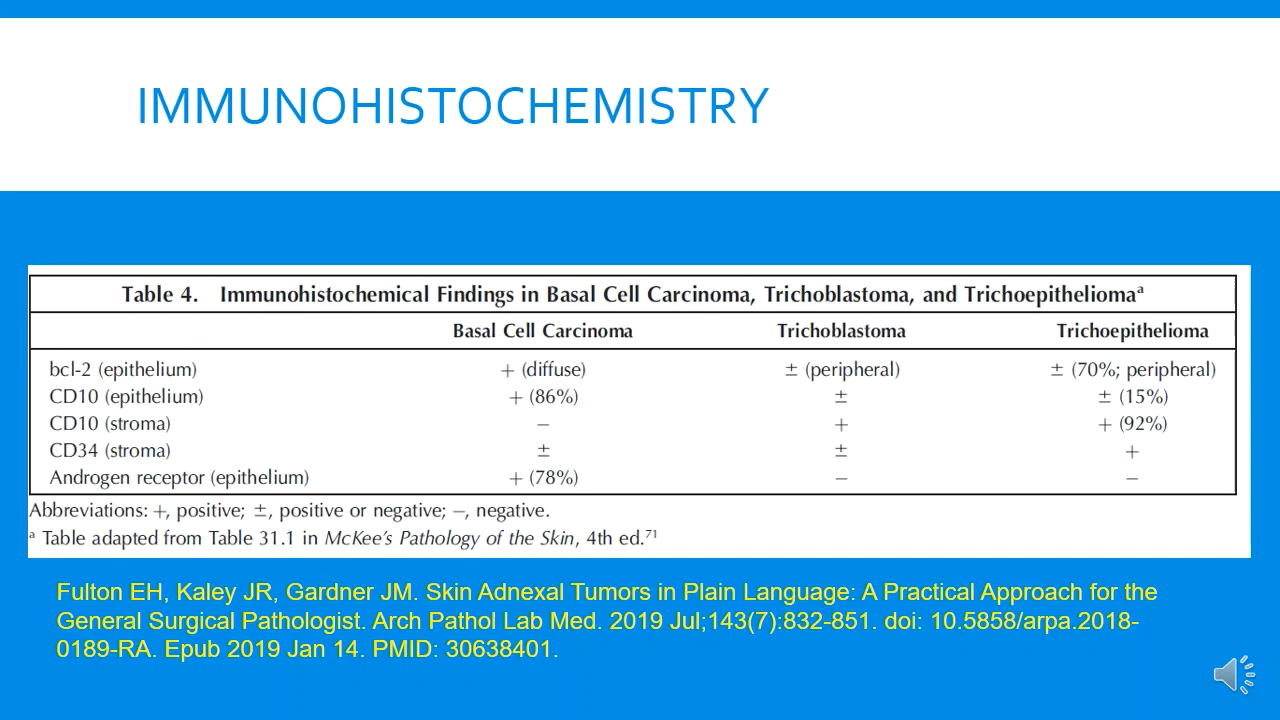 IMMUNOHISTOCHEMISTRY
Table 4. Immunohistochemical Findings in Basal Cell Carcinoma, Trichoblastoma, and Trichoepitheliomaᵃ
Basal Cell Carcinoma Trichoblastoma Trichoepithelioma
bcl-2 (epithelium) + (diffuse) ± (peripheral) ± (70%; peripheral)
CD10 (epithelium) + (86%) ± ± (15%)
CD10 (stroma) − + + (92%)
CD34 (stroma) ± ± +
Androgen receptor (epithelium) + (78%) − −
Abbreviations: +, positive; ±, positive or negative; −, negative.
ᵃ Table adapted from Table 31.1 in McKee's Pathology of the Skin, 4th ed.⁷¹
Fulton EH, Kaley JR, Gardner JM. Skin Adnexal Tumors in Plain Language: A Practical Approach for the
General Surgical Pathologist. Arch Pathol Lab Med. 2019 Jul;143(7):832-851. doi: 10.5858/arpa.2018-
0189-RA. Epub 2019 Jan 14. PMID: 30638401.